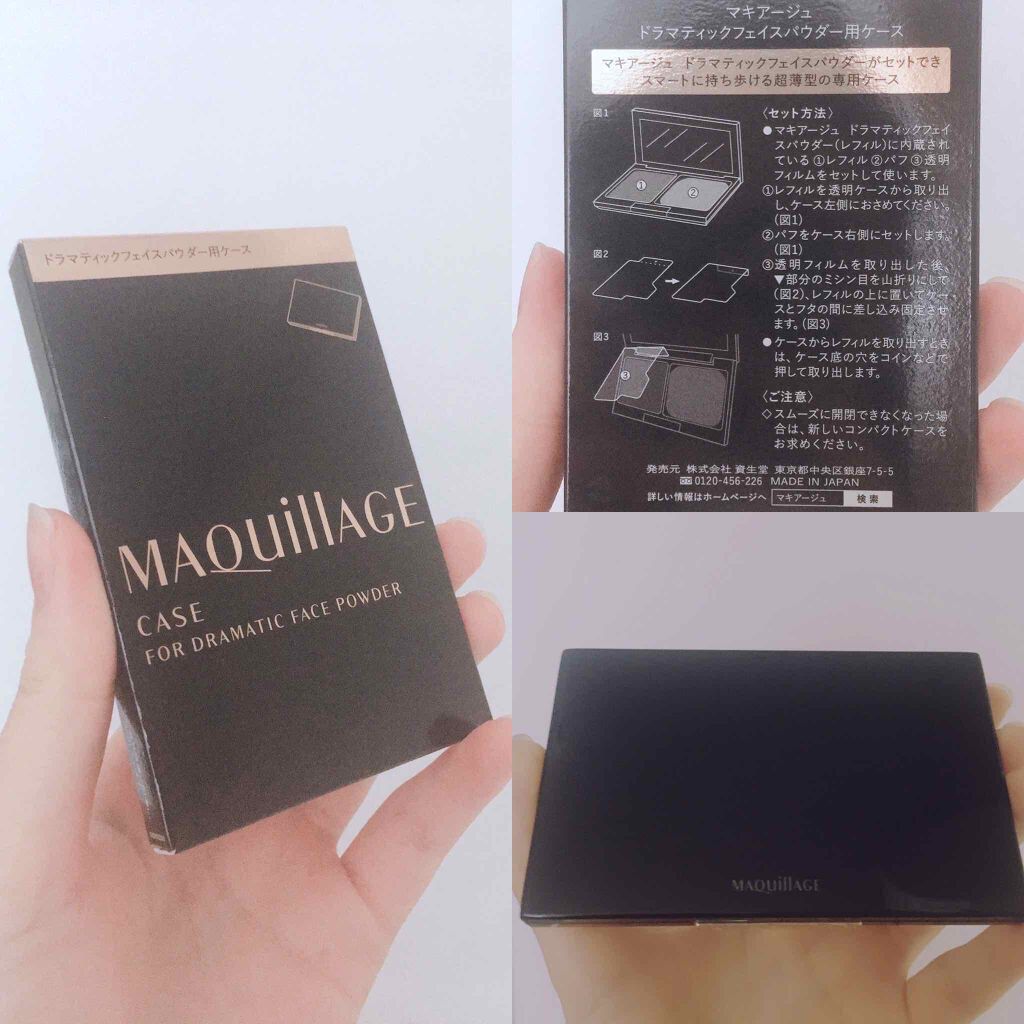 ドラマティックフェイスパウダー用ケース
MAQuillAGE
CASE
FOR DRAMATIC FACE POWDER
マキアージュ
ドラマティックフェイスパウダー用ケース
マキアージュ ドラマティックフェイスパウダーがセットでき
スマートに持ち歩ける超薄型の専用ケース
図1
①
②
図2
図3
③
〈セット方法〉
●マキアージュ ドラマティックフェイ
スパウダー(レフィル)に内蔵され
ている①レフィル②パフ③透明
フィルムをセットして使います。
①レフィルを透明ケースから取り出
し、ケース左側におさめてください。
(図1)
②パフをケース右側にセットします。
(図1)
③透明フィルムを取り出した後、
▼部分のミシン目を山折りにして
(図2)、レフィルの上に置いてケー
スとフタの間に差し込み固定させ
ます。(図3)
●ケースからレフィルを取り出すとき
は、ケース底の穴をコインなどで
押して取り出します。
〈ご注意〉
◇スムーズに開閉できなくなった場
合は、新しいコンパクトケースを
お求めください。
発売元 株式会社 資生堂 東京都中央区銀座7-5-5
0120-456-226 MADE IN JAPAN
詳しい情報はホームページへ マキアージュ 検索
MAQuillAGE